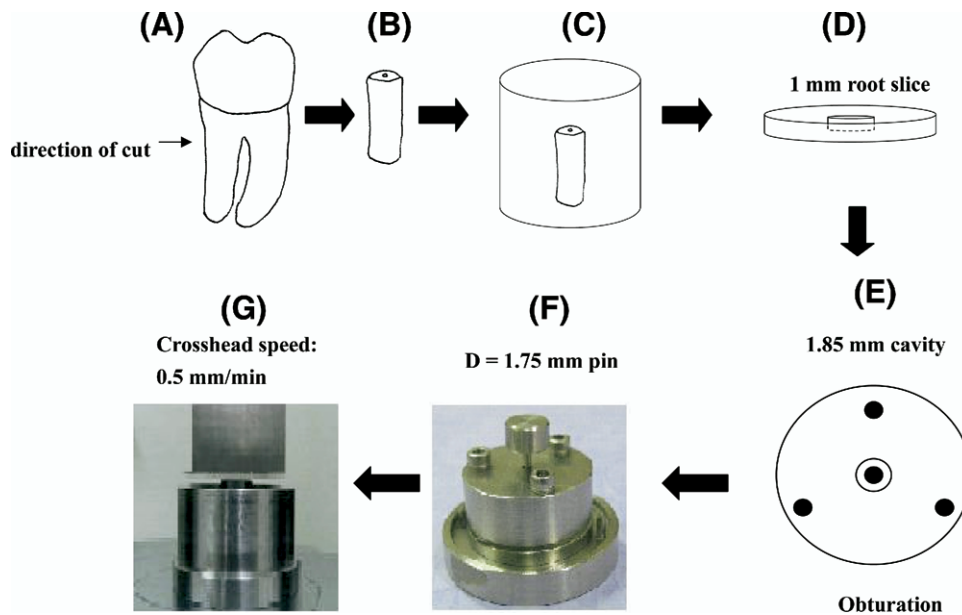 (A)
(B)
(C)
(D)
1 mm root slice
direction of cut
(G)
(F)
(E)
Crosshead speed:
0.5 mm/min
D = 1.75 mm pin
1.85 mm cavity
Obturation